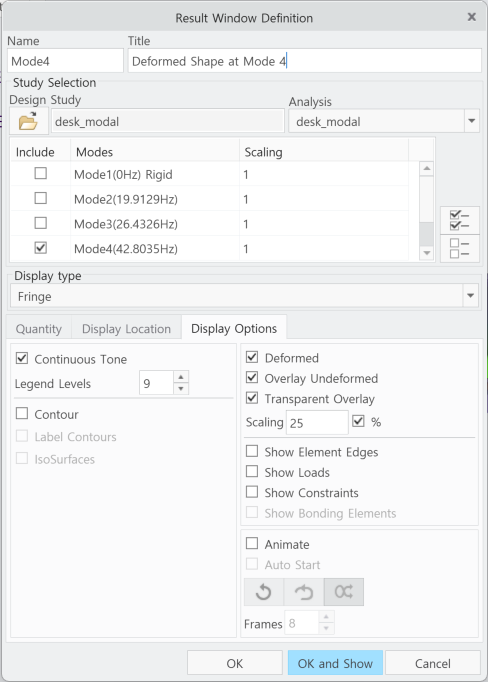 Result Window Definition
Name Title
Mode4 Deformed Shape at Mode 4
Study Selection
Design Study Analysis
desk_modal desk_modal
Include Modes Scaling
Mode1(0Hz) Rigid 1
Mode2(19.9129Hz) 1
Mode3(26.4326Hz) 1
Mode4(42.8035Hz) 1
Display type
Fringe
Quantity Display Location Display Options
Continuous Tone
Legend Levels 9
Contour
Label Contours
IsoSurfaces
Deformed
Overlay Undeformed
Transparent Overlay
Scaling 25 %
Show Element Edges
Show Loads
Show Constraints
Show Bonding Elements
Animate
Auto Start
Frames 8
OK OK and Show Cancel